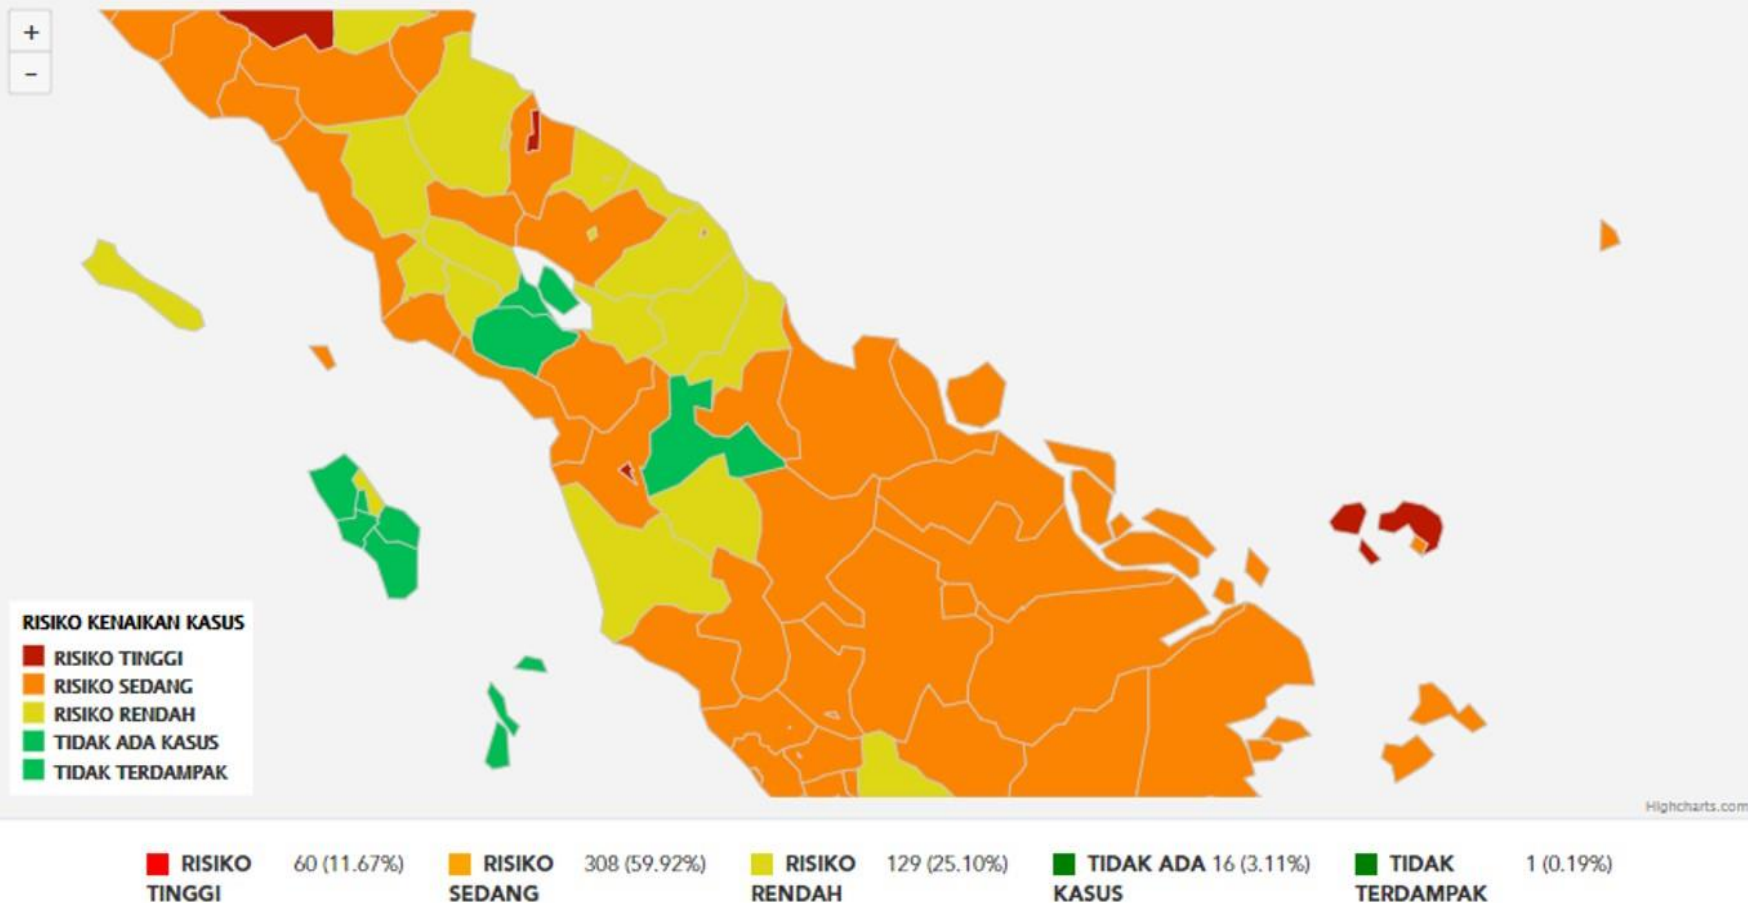 +
−
RISIKO KENAIKAN KASUS
RISIKO TINGGI
RISIKO SEDANG
RISIKO RENDAH
TIDAK ADA KASUS
TIDAK TERDAMPAK
Highcharts.com
RISIKO TINGGI 60 (11.67%)
RISIKO SEDANG 308 (59.92%)
RISIKO RENDAH 129 (25.10%)
TIDAK ADA KASUS 16 (3.11%)
TIDAK TERDAMPAK 1 (0.19%)